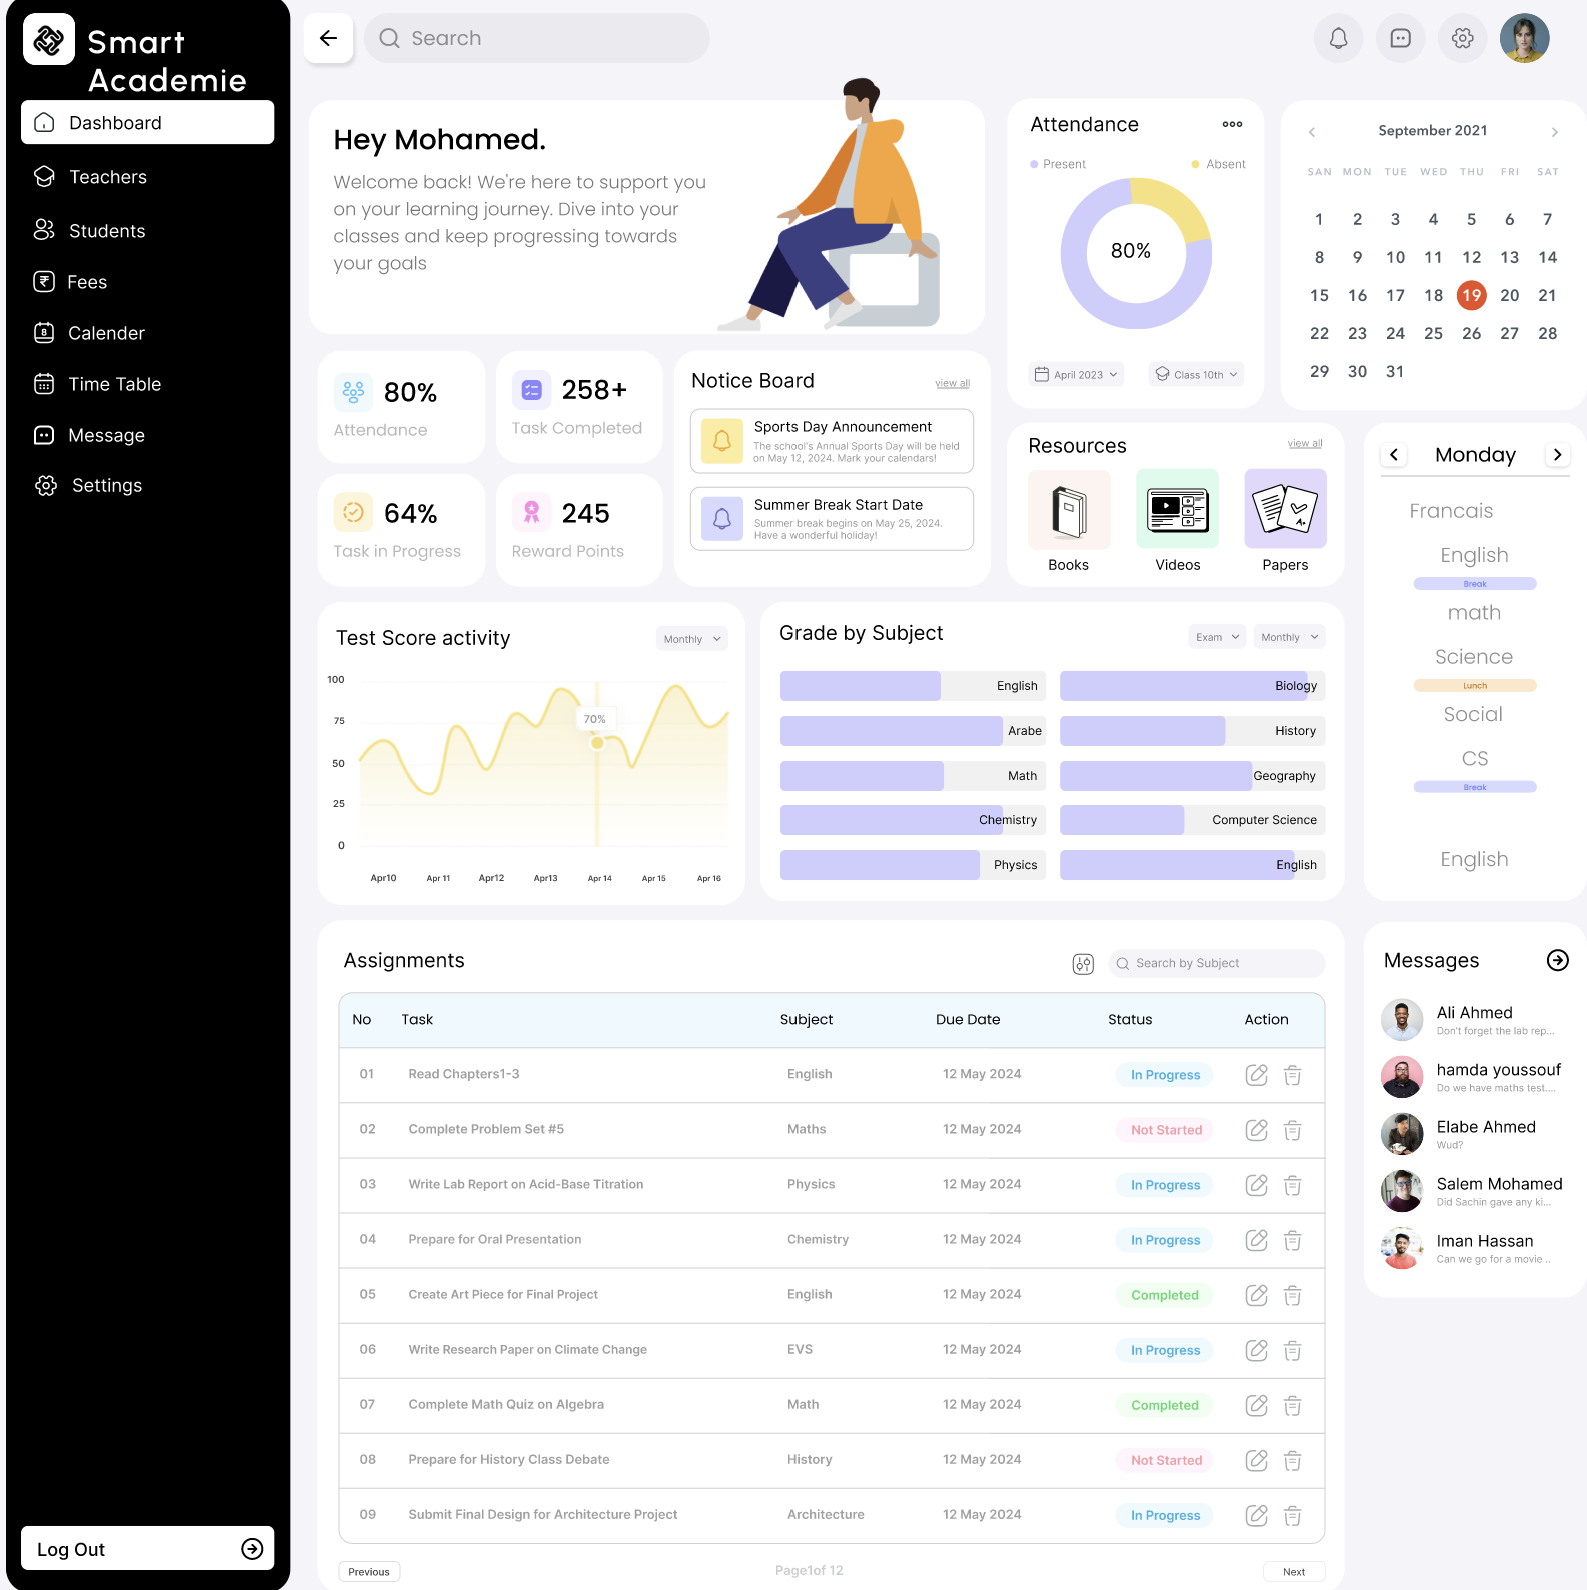 Smart
Academie
Dashboard
Teachers
Students
Fees
Calender
Time Table
Message
Settings
Log Out
Search
Hey Mohamed.
Welcome back! We're here to support you
on your learning journey. Dive into your
classes and keep progressing towards
your goals
Attendance
Present
Absent
80%
April 2023
Class 10th
September 2021
SAN MON TUE WED THU FRI SAT
1 2 3 4 5 6 7
8 9 10 11 12 13 14
15 16 17 18 19 20 21
22 23 24 25 26 27 28
29 30 31
80%
Attendance
258+
Task Completed
64%
Task in Progress
245
Reward Points
Notice Board
view all
Sports Day Announcement
The school's Annual Sports Day will be held
on May 12, 2024. Mark your calendars!
Summer Break Start Date
Summer break begins on May 25, 2024.
Have a wonderful holiday!
Resources
view all
A+
Books
Videos
Papers
Monday
Francais
English
Break
math
Science
Lunch
Social
CS
Break
English
Test Score activity
Monthly
100
75
50
25
0
70%
Apr10 Apr 11 Apr12 Apr13 Apr 14 Apr 15 Apr 16
Grade by Subject
Exam
Monthly
English
Arabe
Math
Chemistry
Physics
Biology
History
Geography
Computer Science
English
Assignments
Search by Subject
No Task Subject Due Date Status Action
01 Read Chapters1-3 English 12 May 2024 In Progress
02 Complete Problem Set #5 Maths 12 May 2024 Not Started
03 Write Lab Report on Acid-Base Titration Physics 12 May 2024 In Progress
04 Prepare for Oral Presentation Chemistry 12 May 2024 In Progress
05 Create Art Piece for Final Project English 12 May 2024 Completed
06 Write Research Paper on Climate Change EVS 12 May 2024 In Progress
07 Complete Math Quiz on Algebra Math 12 May 2024 Completed
08 Prepare for History Class Debate History 12 May 2024 Not Started
09 Submit Final Design for Architecture Project Architecture 12 May 2024 In Progress
Previous
Page1of 12
Next
Messages
Ali Ahmed
Don't forget the lab rep...
hamda youssouf
Do we have maths test....
Elabe Ahmed
Wud?
Salem Mohamed
Did Sachin gave any ki...
Iman Hassan
Can we go for a movie ..